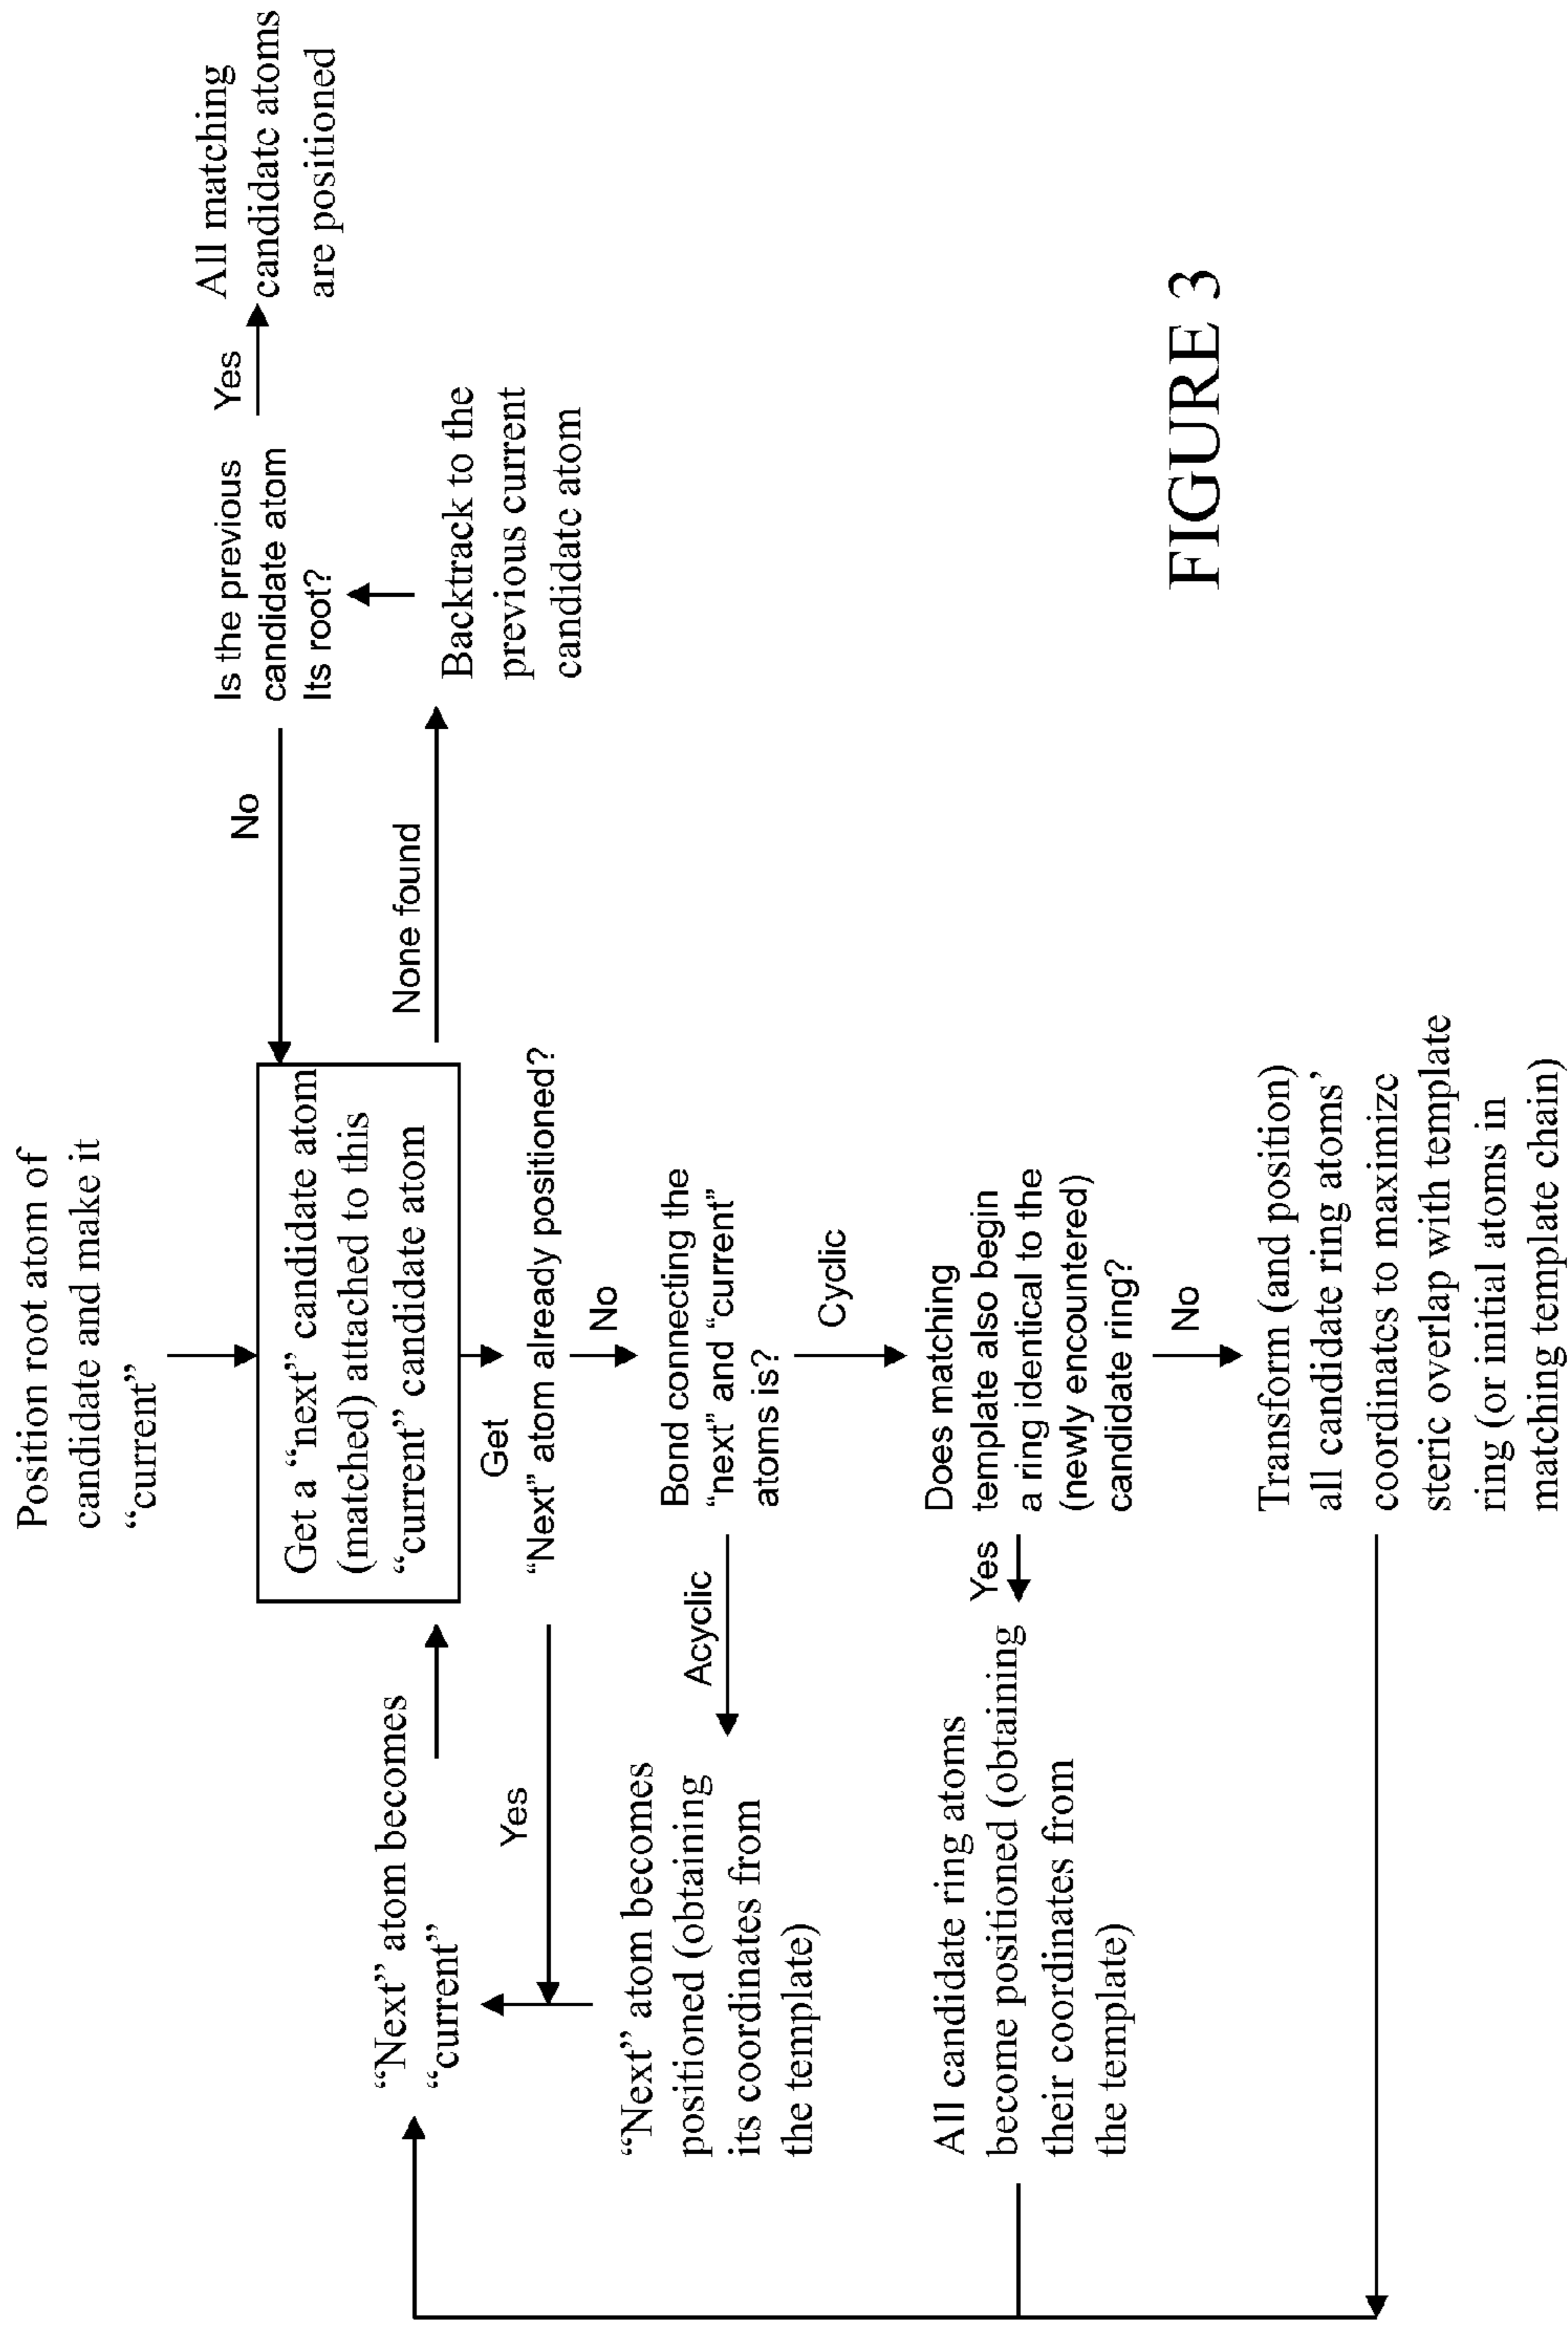 Position root atom of
candidate and make it
“current”
Get a “next” candidate atom
(matched) attached to this
“current” candidate atom
No
Is the previous
candidate atom
Its root?
Yes
All matching
candidate atoms
are positioned
None found
Backtrack to the
previous current
candidate atom
“Next” atom becomes
“current”
Get
“Next” atom already positioned?
Yes
No
Bond connecting the
“next” and “current”
atoms is?
Acyclic
“Next” atom becomes
positioned (obtaining
its coordinates from
the template)
Cyclic
Does matching
template also begin
a ring identical to the
(newly encountered)
candidate ring?
Yes
All candidate ring atoms
become positioned (obtaining
their coordinates from
the template)
No
Transform (and position)
all candidate ring atoms’
coordinates to maximize
steric overlap with template
ring (or initial atoms in
matching template chain)
FIGURE 3